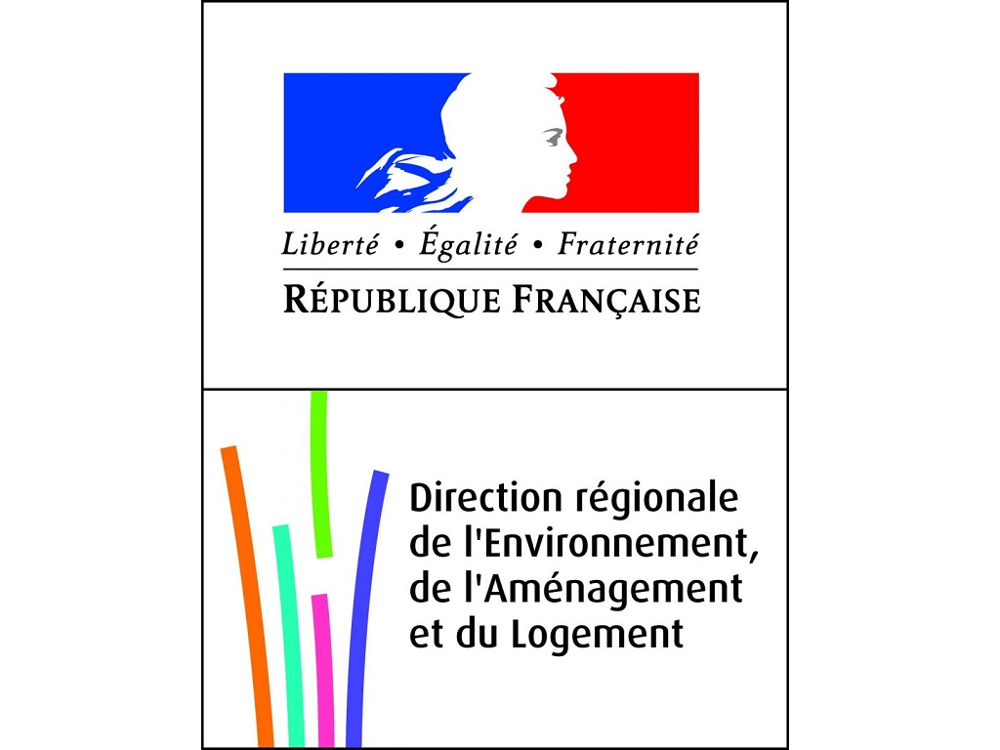 Liberté • Égalité • Fraternité
RÉPUBLIQUE FRANÇAISE
Direction régionale
de l'Environnement,
de l'Aménagement
et du Logement